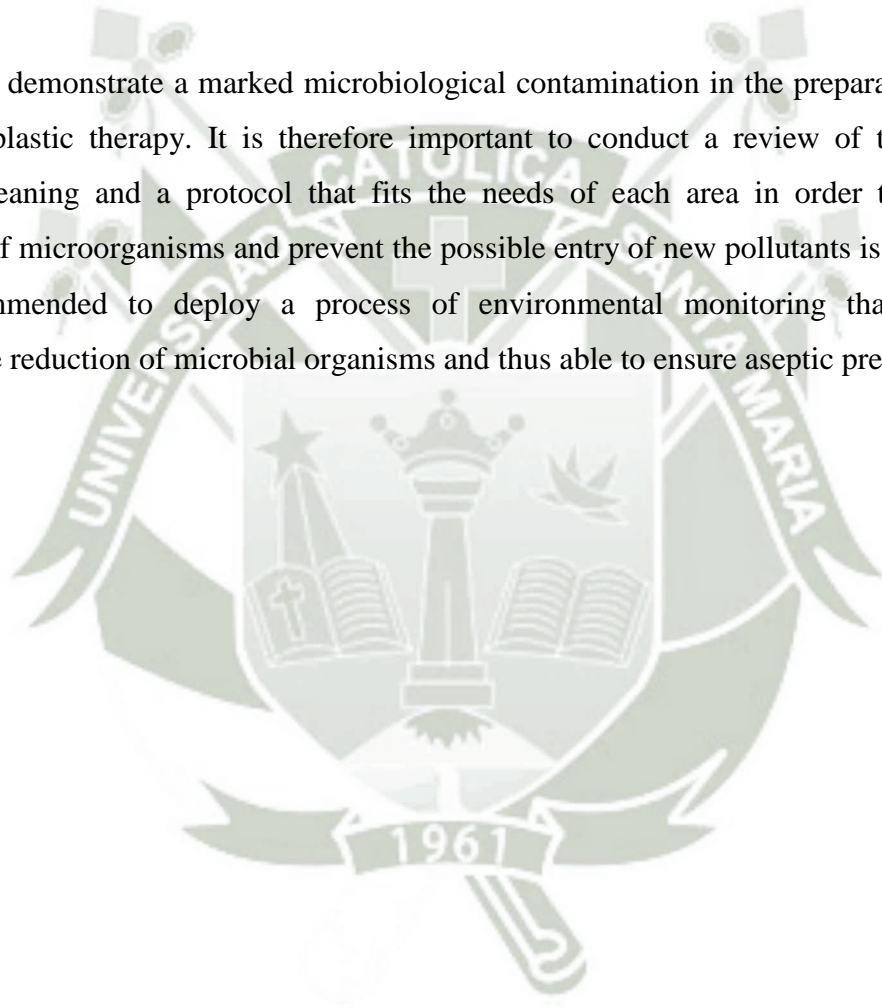 demonstrate a marked microbiological contamination in the prepara
plastic therapy. It is therefore important to conduct a review of t
eaning and a protocol that fits the needs of each area in order t
f microorganisms and prevent the possible entry of new pollutants is
mmended to deploy a process of environmental monitoring tha
e reduction of microbial organisms and thus able to ensure aseptic pre
UNIVERSIDAD CATOLICA SANTA MARIA
1961